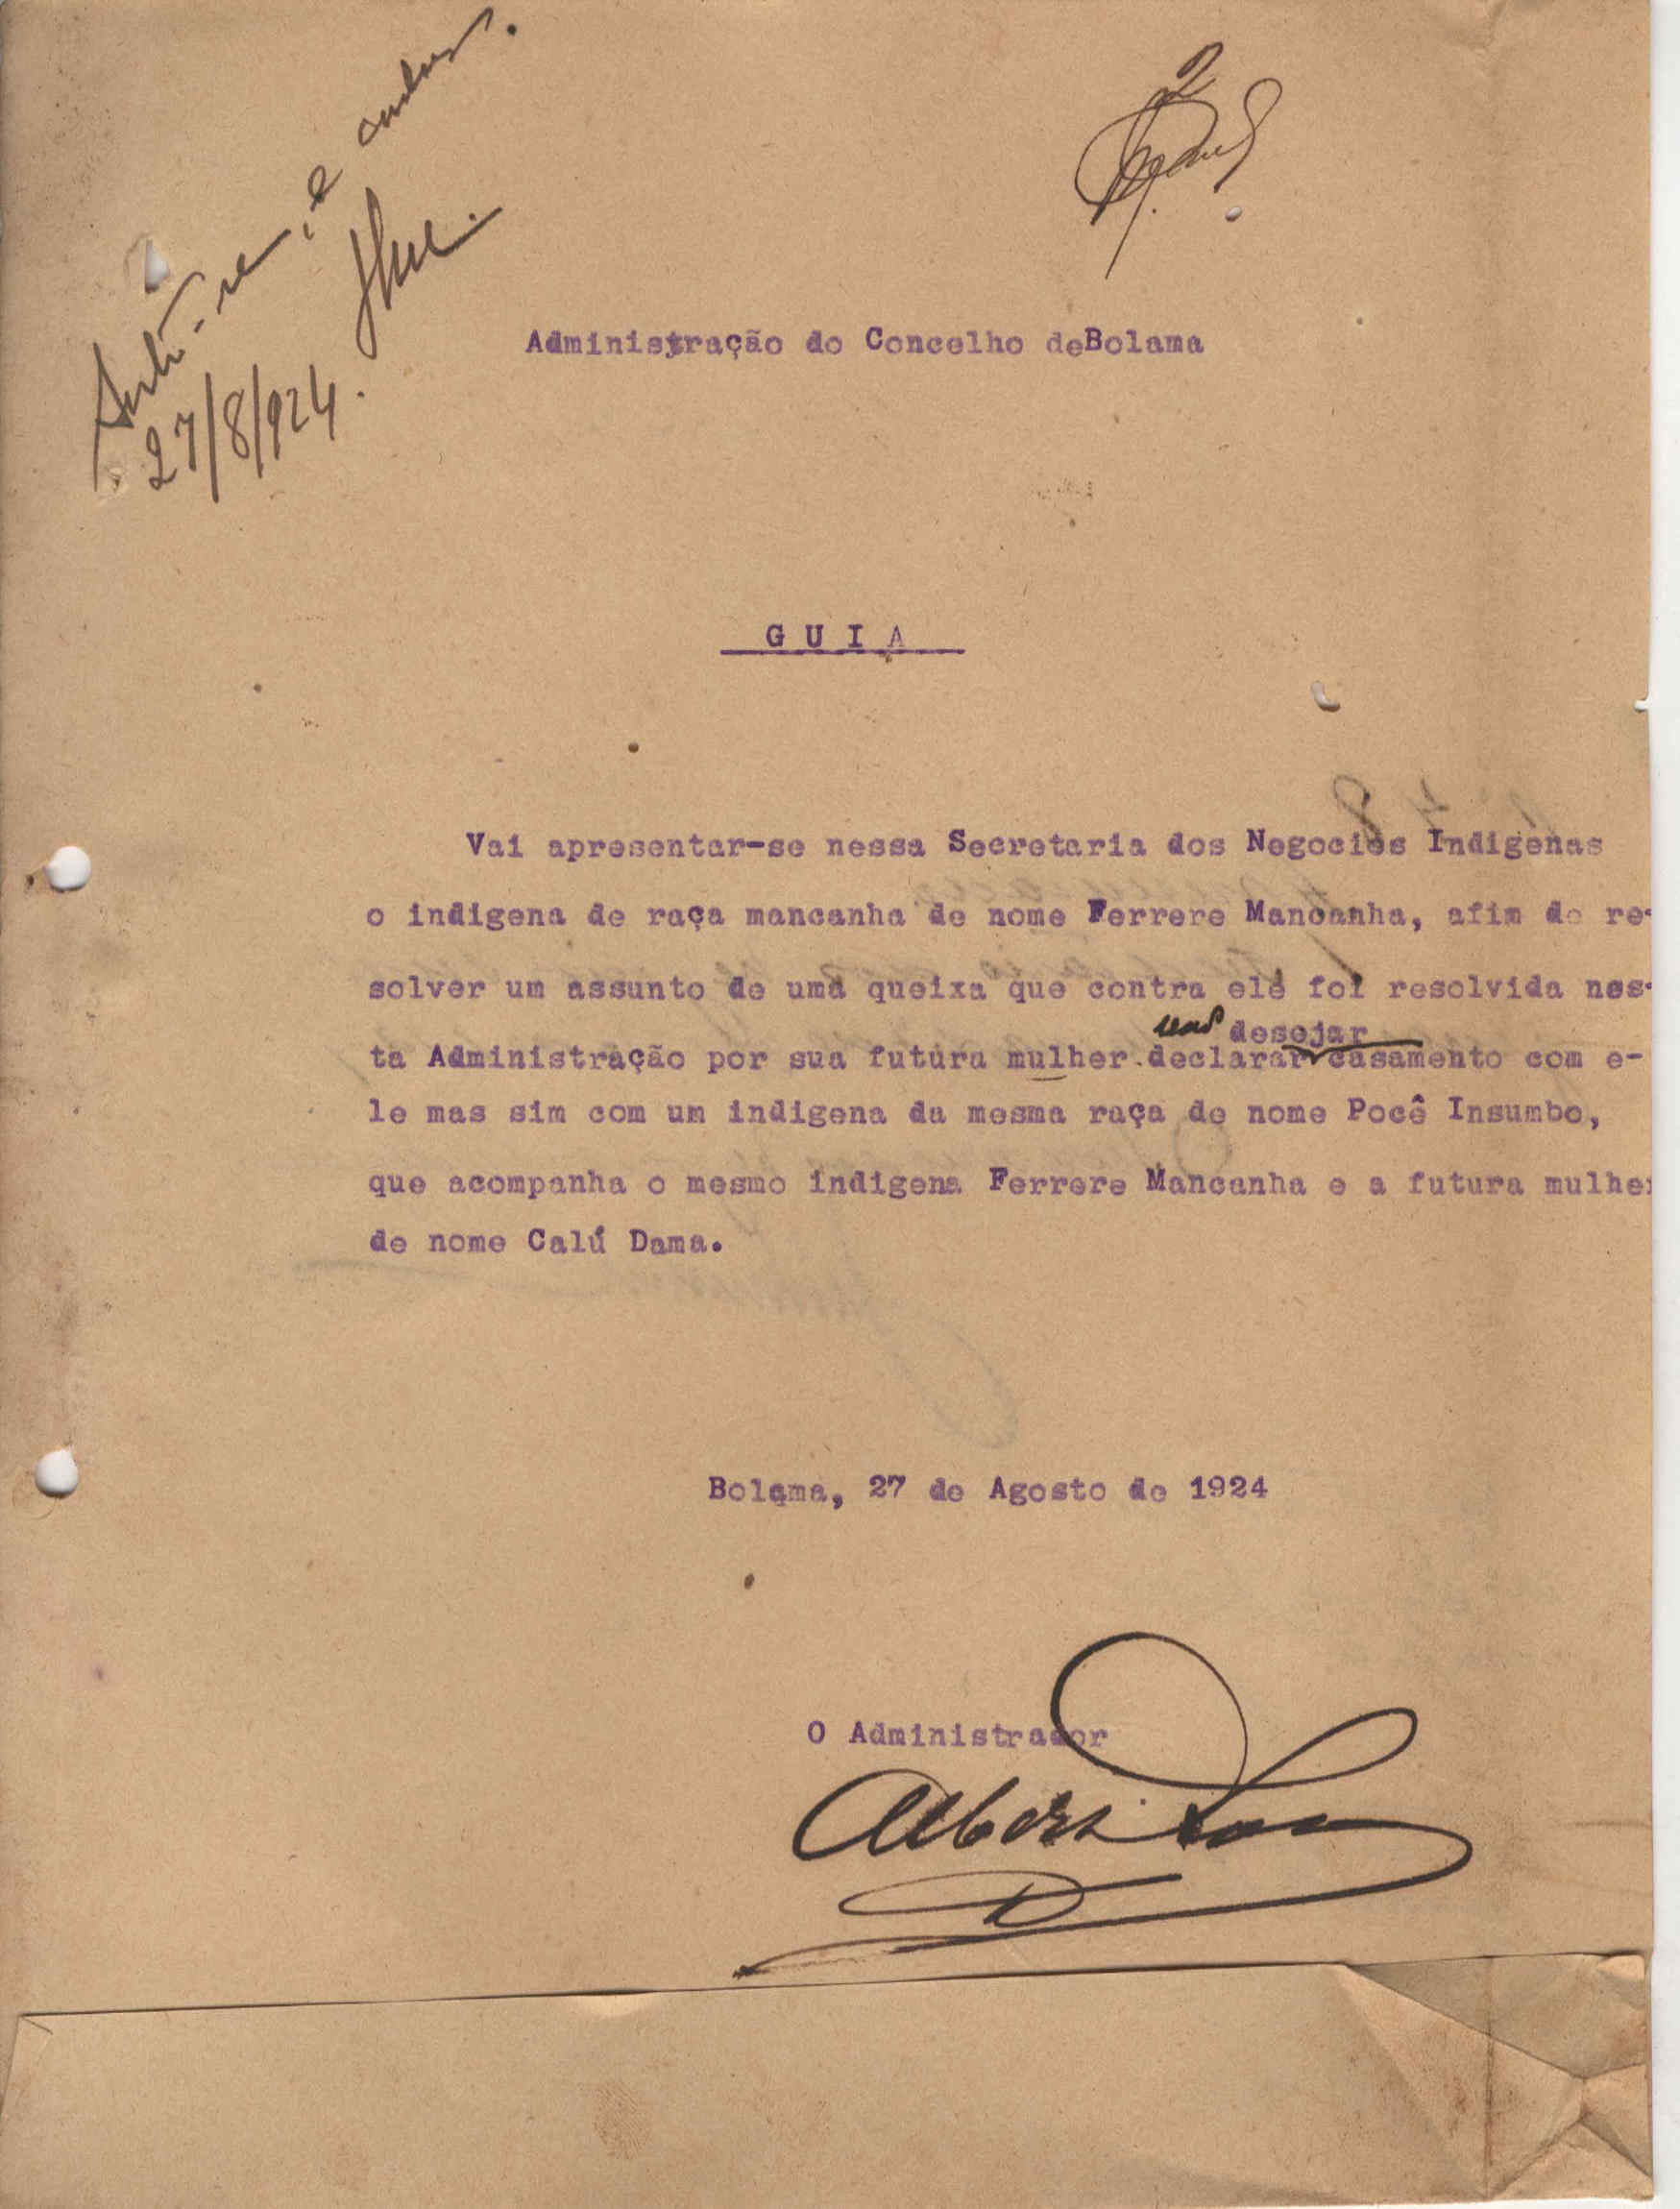 2
27/8/924.
Administração do Concelho deBolama
G U I A
Vai apresentar-se nessa Secretaria dos Negocios Indigenas
o indigena de raça mancanha de nome Ferrere Mancanha, afim de re-
solver um assunto de uma queixa que contra ele foi resolvida nes-
não desejar
ta Administração por sua futura mulher declarar casamento com e-
le mas sim com um indigena da mesma raça de nome Pocê Insumbo,
que acompanha o mesmo indigena Ferrere Mancanha e a futura mulher
de nome Calú Dama.
Bolama, 27 de Agosto de 1924
O Administrador